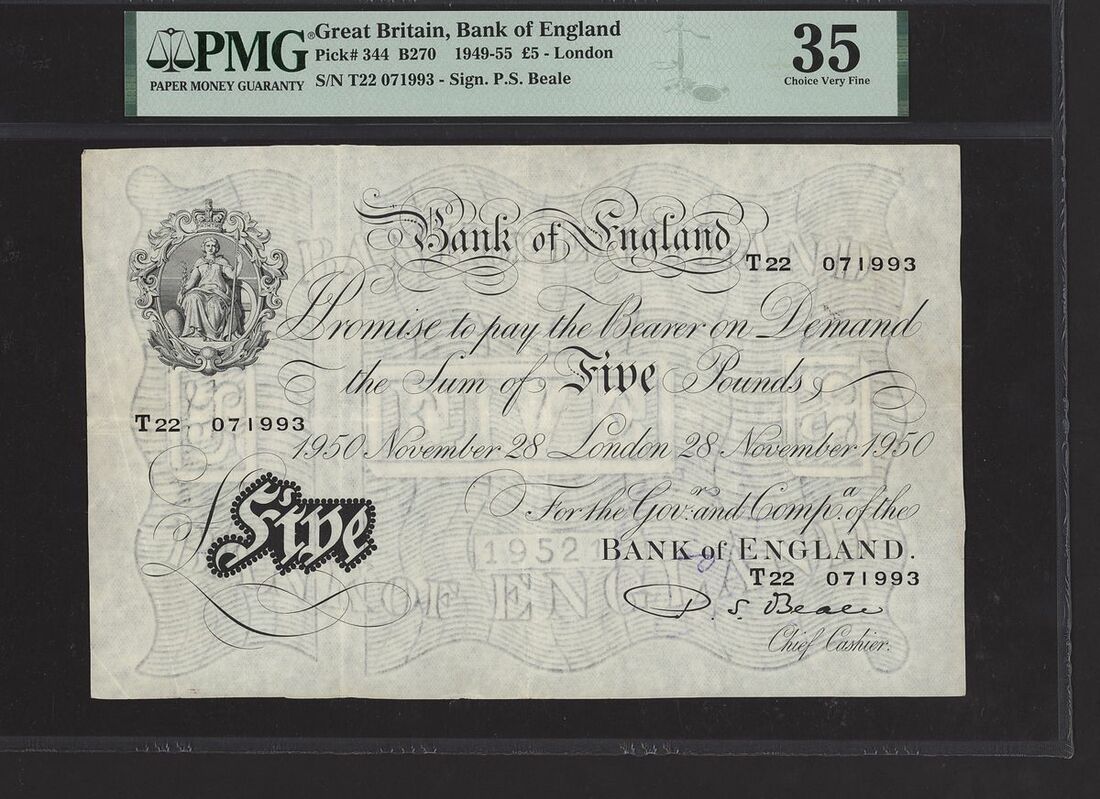 PMG®
PAPER MONEY GUARANTY
Great Britain, Bank of England
Pick# 344 B270 1949-55 £5 - London
S/N T22 071993 - Sign. P.S. Beale
35
Choice Very Fine
Bank of England
T22 071993
I Promise to pay the Bearer on Demand
the Sum of Five Pounds
T22 071993
1950 November 28 London 28 November 1950
For the Govr. and Compa. of the
BANK of ENGLAND.
Five
T22 071993
P. S. Beale
Chief Cashier.
FIVE
OF ENGLAND